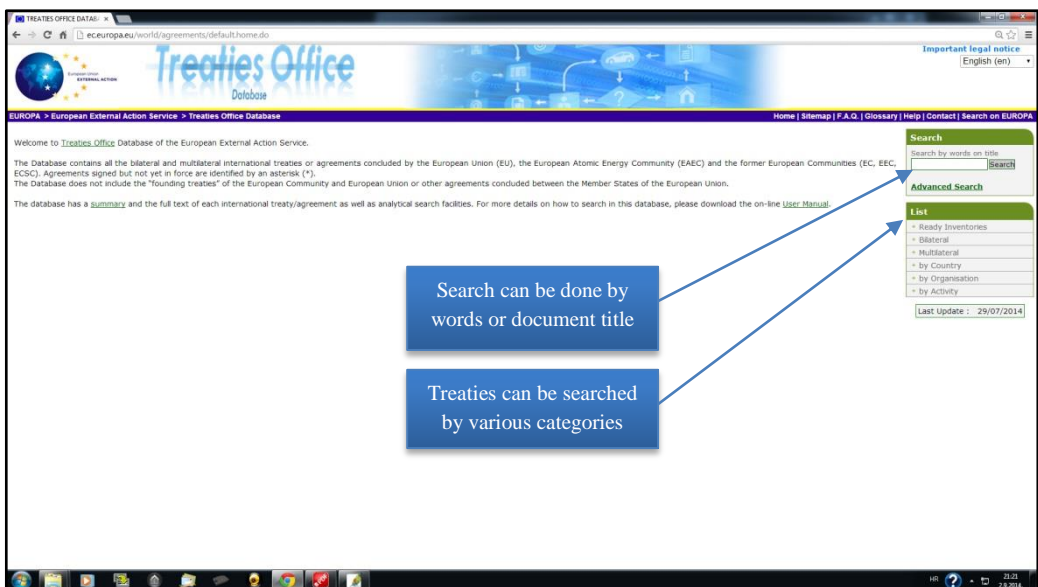 TREATIES OFFICE DATABA
ec.europa.eu/world/agreements/default.home.do
Important legal notice
English (en)
European Union
EXTERNAL ACTION
Treaties Office
Database
EUROPA > European External Action Service > Treaties Office Database
Home | Sitemap | F.A.Q. | Glossary | Help | Contact | Search on EUROPA
Welcome to Treaties Office Database of the European External Action Service.
The Database contains all the bilateral and multilateral international treaties or agreements concluded by the European Union (EU), the European Atomic Energy Community (EAEC) and the former European Communities (EC, EEC,
ECSC). Agreements signed but not yet in force are identified by an asterisk (*).
The Database does not include the "founding treaties" of the European Community and European Union or other agreements concluded between the Member States of the European Union.
The database has a summary and the full text of each international treaty/agreement as well as analytical search facilities. For more details on how to search in this database, please download the on-line User Manual.
Search
Search by words on title
Search
Advanced Search
List
Ready Inventories
Bilateral
Multilateral
by Country
by Organisation
by Activity
Last Update : 29/07/2014
Search can be done by
words or document title
Treaties can be searched
by various categories
HR
21:21
2.9.2014